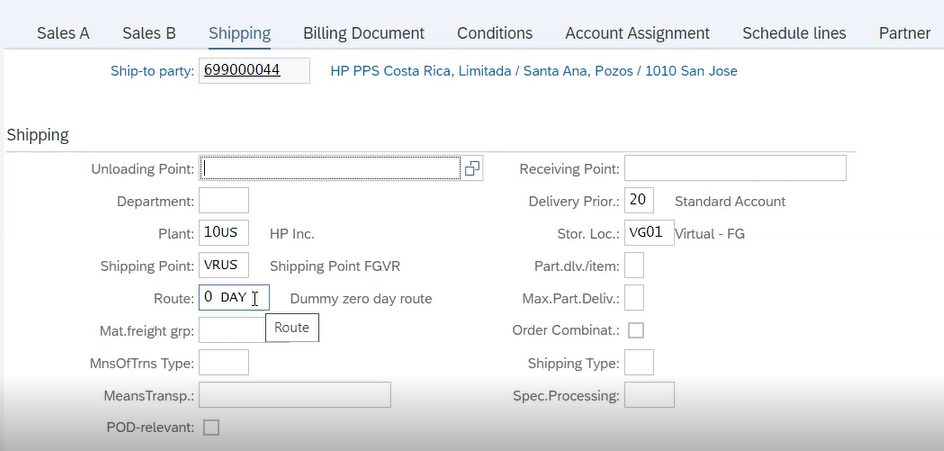 Sales A Sales B Shipping Billing Document Conditions Account Assignment Schedule lines Partner
Ship-to party: 699000044 HP PPS Costa Rica, Limitada / Santa Ana, Pozos / 1010 San Jose
Shipping
Unloading Point: Receiving Point:
Department: Delivery Prior.: 20 Standard Account
Plant: 10US HP Inc. Stor. Loc.: VG01 Virtual - FG
Shipping Point: VRUS Shipping Point FGVR Part.dlv./item:
Route: 0 DAY Dummy zero day route Max.Part.Deliv.:
Route
Mat.freight grp: Order Combinat.:
MnsOfTrns Type: Shipping Type:
MeansTransp.: Spec.Processing:
POD-relevant: